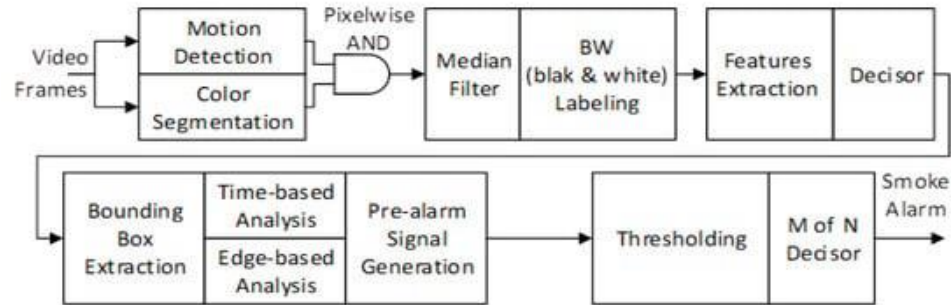 Video
Frames
Motion
Detection
Color
Segmentation
Pixelwise
AND
Median
Filter
BW
(blak & white)
Labeling
Features
Extraction
Decisor
Bounding
Box
Extraction
Time-based
Analysis
Edge-based
Analysis
Pre-alarm
Signal
Generation
Thresholding
M of N
Decisor
Smoke
Alarm